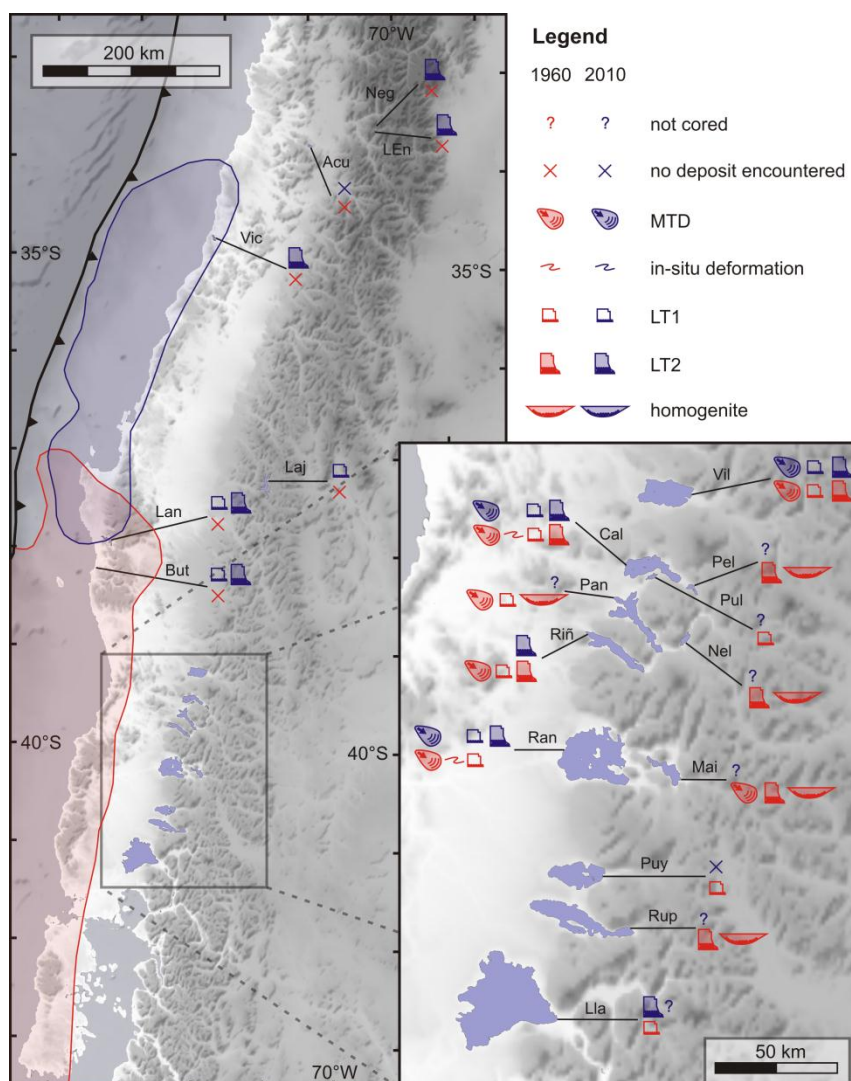 200 km
70°W
Neg
LEn
Acu
Vic
35°S
35°S
Laj
Lan
But
40°S
70°W
Legend
1960 2010
? ? not cored
no deposit encountered
MTD
in-situ deformation
LT1
LT2
homogenite
Vil
Cal
?
Pel
? Pan
Pul
?
Riñ
Nel
?
40°S
Ran
Mai
?
Puy
Rup
?
Lla
?
50 km